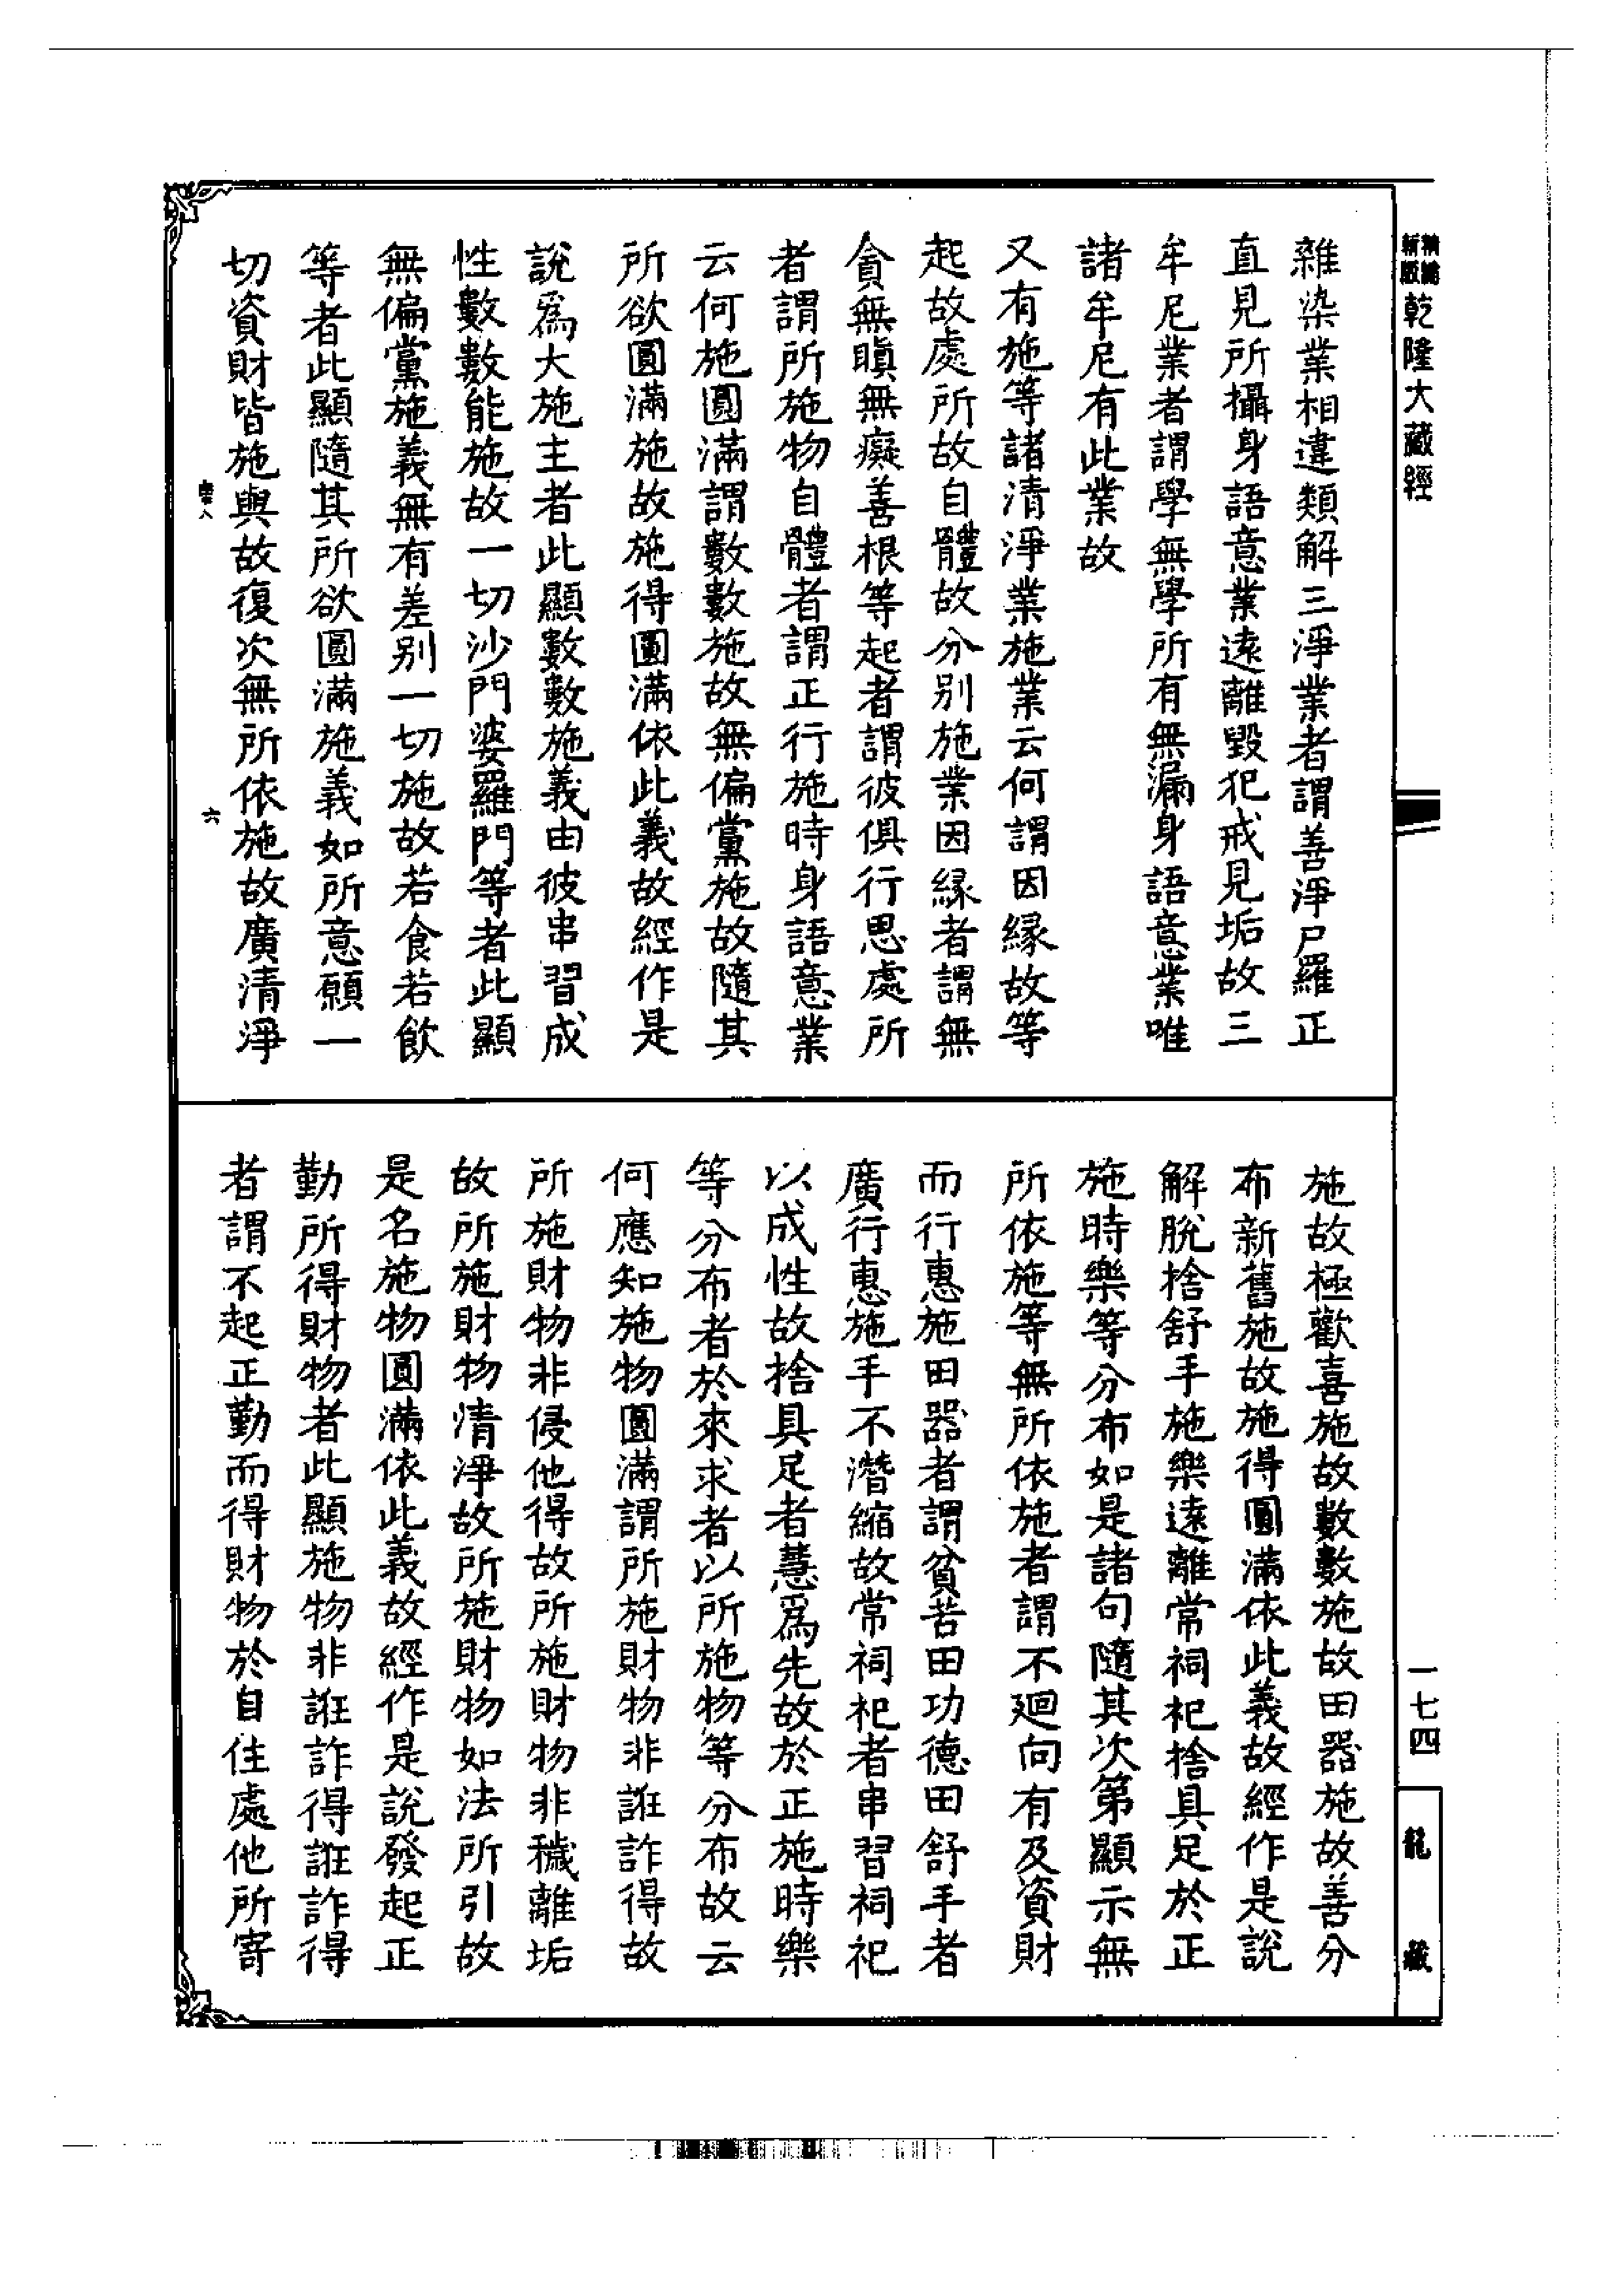 乾隆大藏經
雜染業相違類解三淨業者謂善淨尸羅正
直見所攝身語意業遠離毀犯戒見垢故三
牟尼業者謂學無學所有無漏身語意業唯
諸牟尼有此業故
又有施等諸清淨業施業云何謂因緣故等
起故處所故自體故分別施業因緣者謂無
貪無瞋無癡善根等起者謂彼俱行思處所
者謂所施物自體者謂正行施時身語意業
云何施圓滿謂數數施故無偏黨施故隨其
所欲圓滿施故施得圓滿依此義故經作是
說為大施主者此顯數數施義由彼串習成
性數數能施故一切沙門婆羅門等者此顯
無偏黨施義無有差別一切施故若食若飲
等者此顯隨其所欲圓滿施義如所意願一
切資財皆施與故復次無所依施故廣清淨
六
施故極歡喜施故數數施故田器施故善分
布新舊施故施得圓滿依此義故經作是說
解脫捨舒手施樂遠離常祠祀捨具足於正
施時樂等分布如是諸句隨其次第顯示無
所依施等無所依施者謂不迴向有及資財
而行惠施田器者謂貧苦田功德田舒手者
廣行惠施手不潛縮故常祠祀者串習祠祀
以成性故捨具足者慧為先故於正施時樂
等分布者於來求者以所施物等分布故云
何應知施物圓滿謂所施財物非誑詐得故
所施財物非侵他得故所施財物非穢離垢
故所施財物清淨故所施財物如法所引故
是名施物圓滿依此義故經作是說發起正
勤所得財物者此顯施物非誑詐得誑詐得
者謂不起正勤而得財物於自住處他所寄
一七四
龍藏